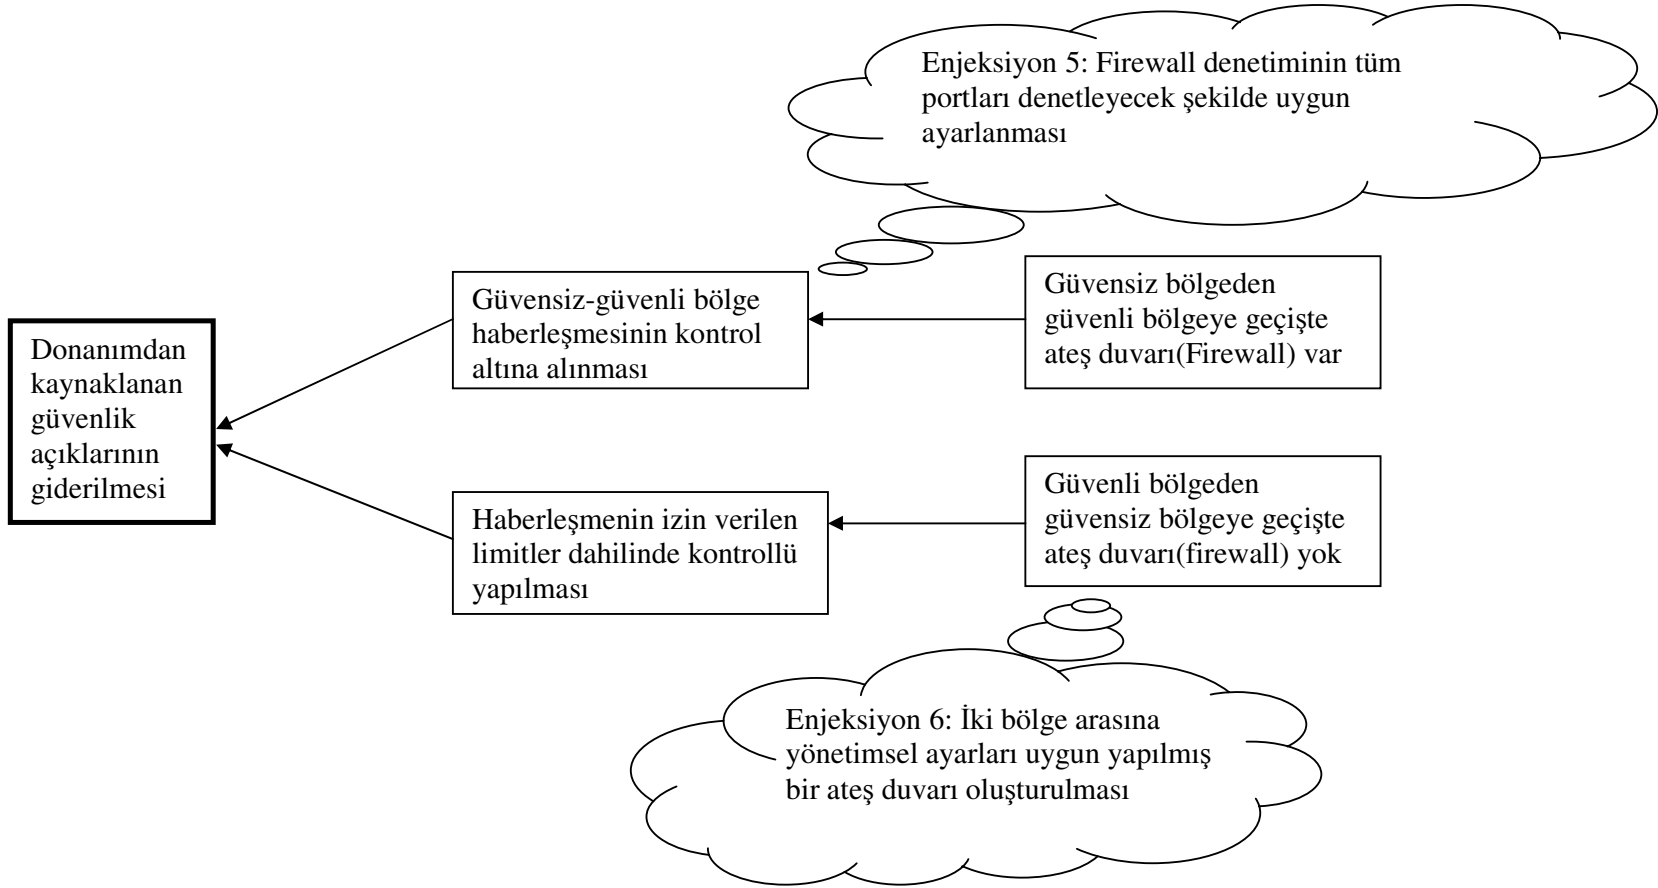 Enjeksiyon 5: Firewall denetiminin tüm
portları denetleyecek şekilde uygun
ayarlanması
Donanımdan
kaynaklanan
güvenlik
açıklarının
giderilmesi
Güvensiz-güvenli bölge
haberleşmesinin kontrol
altına alınması
Güvensiz bölgeden
güvenli bölgeye geçişte
ateş duvarı(Firewall) var
Haberleşmenin izin verilen
limitler dahilinde kontrollü
yapılması
Güvenli bölgeden
güvensiz bölgeye geçişte
ateş duvarı(firewall) yok
Enjeksiyon 6: İki bölge arasına
yönetimsel ayarları uygun yapılmış
bir ateş duvarı oluşturulması